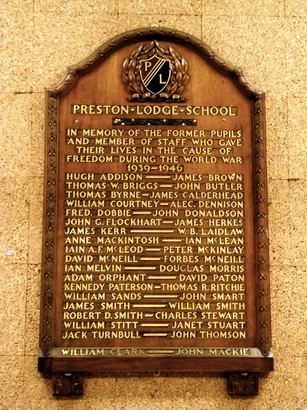 P L
PRESTON-LODGE-SCHOOL
IN MEMORY OF THE FORMER PUPILS
AND MEMBER OF STAFF WHO GAVE
THEIR LIVES IN THE CAUSE OF
FREEDOM DURING THE WORLD WAR
1939-1946
HUGH ADDISON — JAMES BROWN
THOMAS W. BRIGGS — JOHN BUTLER
THOMAS BYRNE — JAMES CALDERHEAD
WILLIAM COURTNEY — ALEC. DENNISON
FRED. DOBBIE — JOHN DONALDSON
JOHN G. FLOCKHART — JAMES HERKES
JAMES KERR — W. B. LAIDLAW
ANNE MACKINTOSH — IAN McLEAN
IAIN A.F. McLEOD — PETER McKINLAY
DAVID McNEILL — FORBES McNEILL
IAN MELVIN — DOUGLAS MORRIS
ADAM ORPHANT — DAVID PATON
KENNEDY PATERSON — THOMAS R. RITCHIE
WILLIAM SANDS — JOHN SMART
JAMES SMITH — WILLIAM SMITH
ROBERT D. SMITH — CHARLES STEWART
WILLIAM STITT — JANET STUART
JACK TURNBULL — JOHN THOMSON
WILLIAM CLARK — JOHN MACKIE